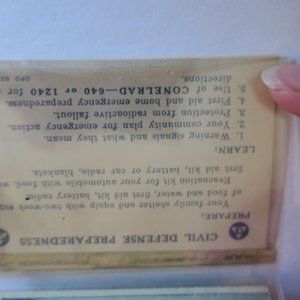 CIVIL DEFENSE PREPAREDNESS
PREPARE:
Your family shelter and equip with two-week
of food and water, first aid kit, battery radio
Evacuation kit for your automobile with food,
first aid kit, battery or car radio, blankets.
LEARN:
1. Warning and signals and what they mean.
2. Your community plan for emergency action.
3. Protection from radioactive fallout.
4. First aid and home emergency preparedness.
5. Use of CONELRAD—640 or 1240 for
directions.
GPO